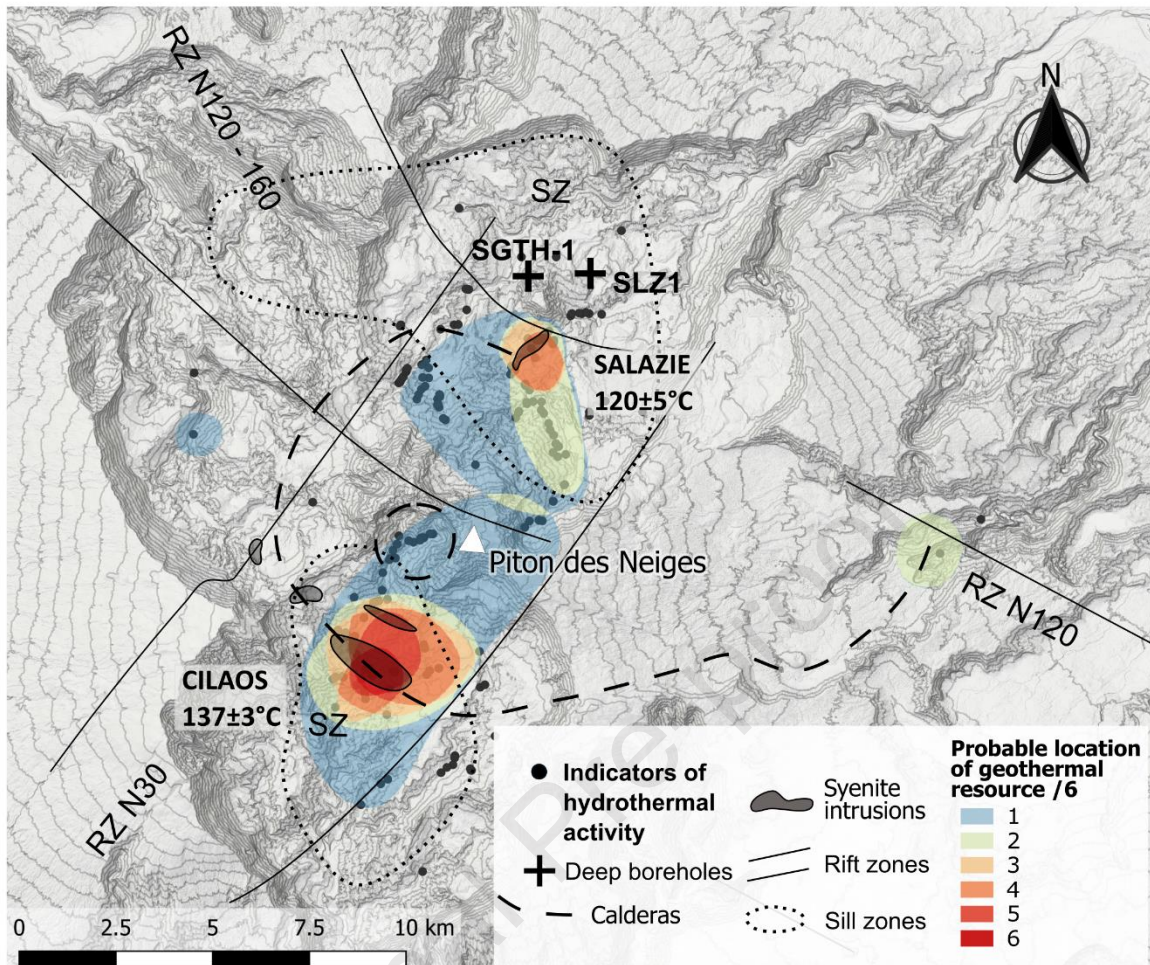 RZ N120 - 160
N
SZ
SGTH-1
SLZ1
SALAZIE
120±5°C
Piton des Neiges
RZ N120
CILAOS
137±3°C
SZ
RZ N30
0 2.5 5 7.5 10 km
Indicators of
hydrothermal
activity
Deep boreholes
Calderas
Syenite
intrusions
Rift zones
Sill zones
Probable location
of geothermal
resource /6
1
2
3
4
5
6